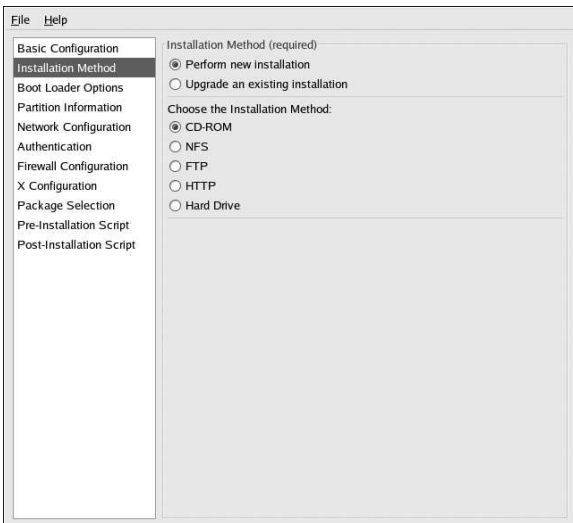 File Help
Basic Configuration
Installation Method
Boot Loader Options
Partition Information
Network Configuration
Authentication
Firewall Configuration
X Configuration
Package Selection
Pre-Installation Script
Post-Installation Script
Installation Method (required)
Perform new installation
Upgrade an existing installation
Choose the Installation Method:
CD-ROM
NFS
FTP
HTTP
Hard Drive